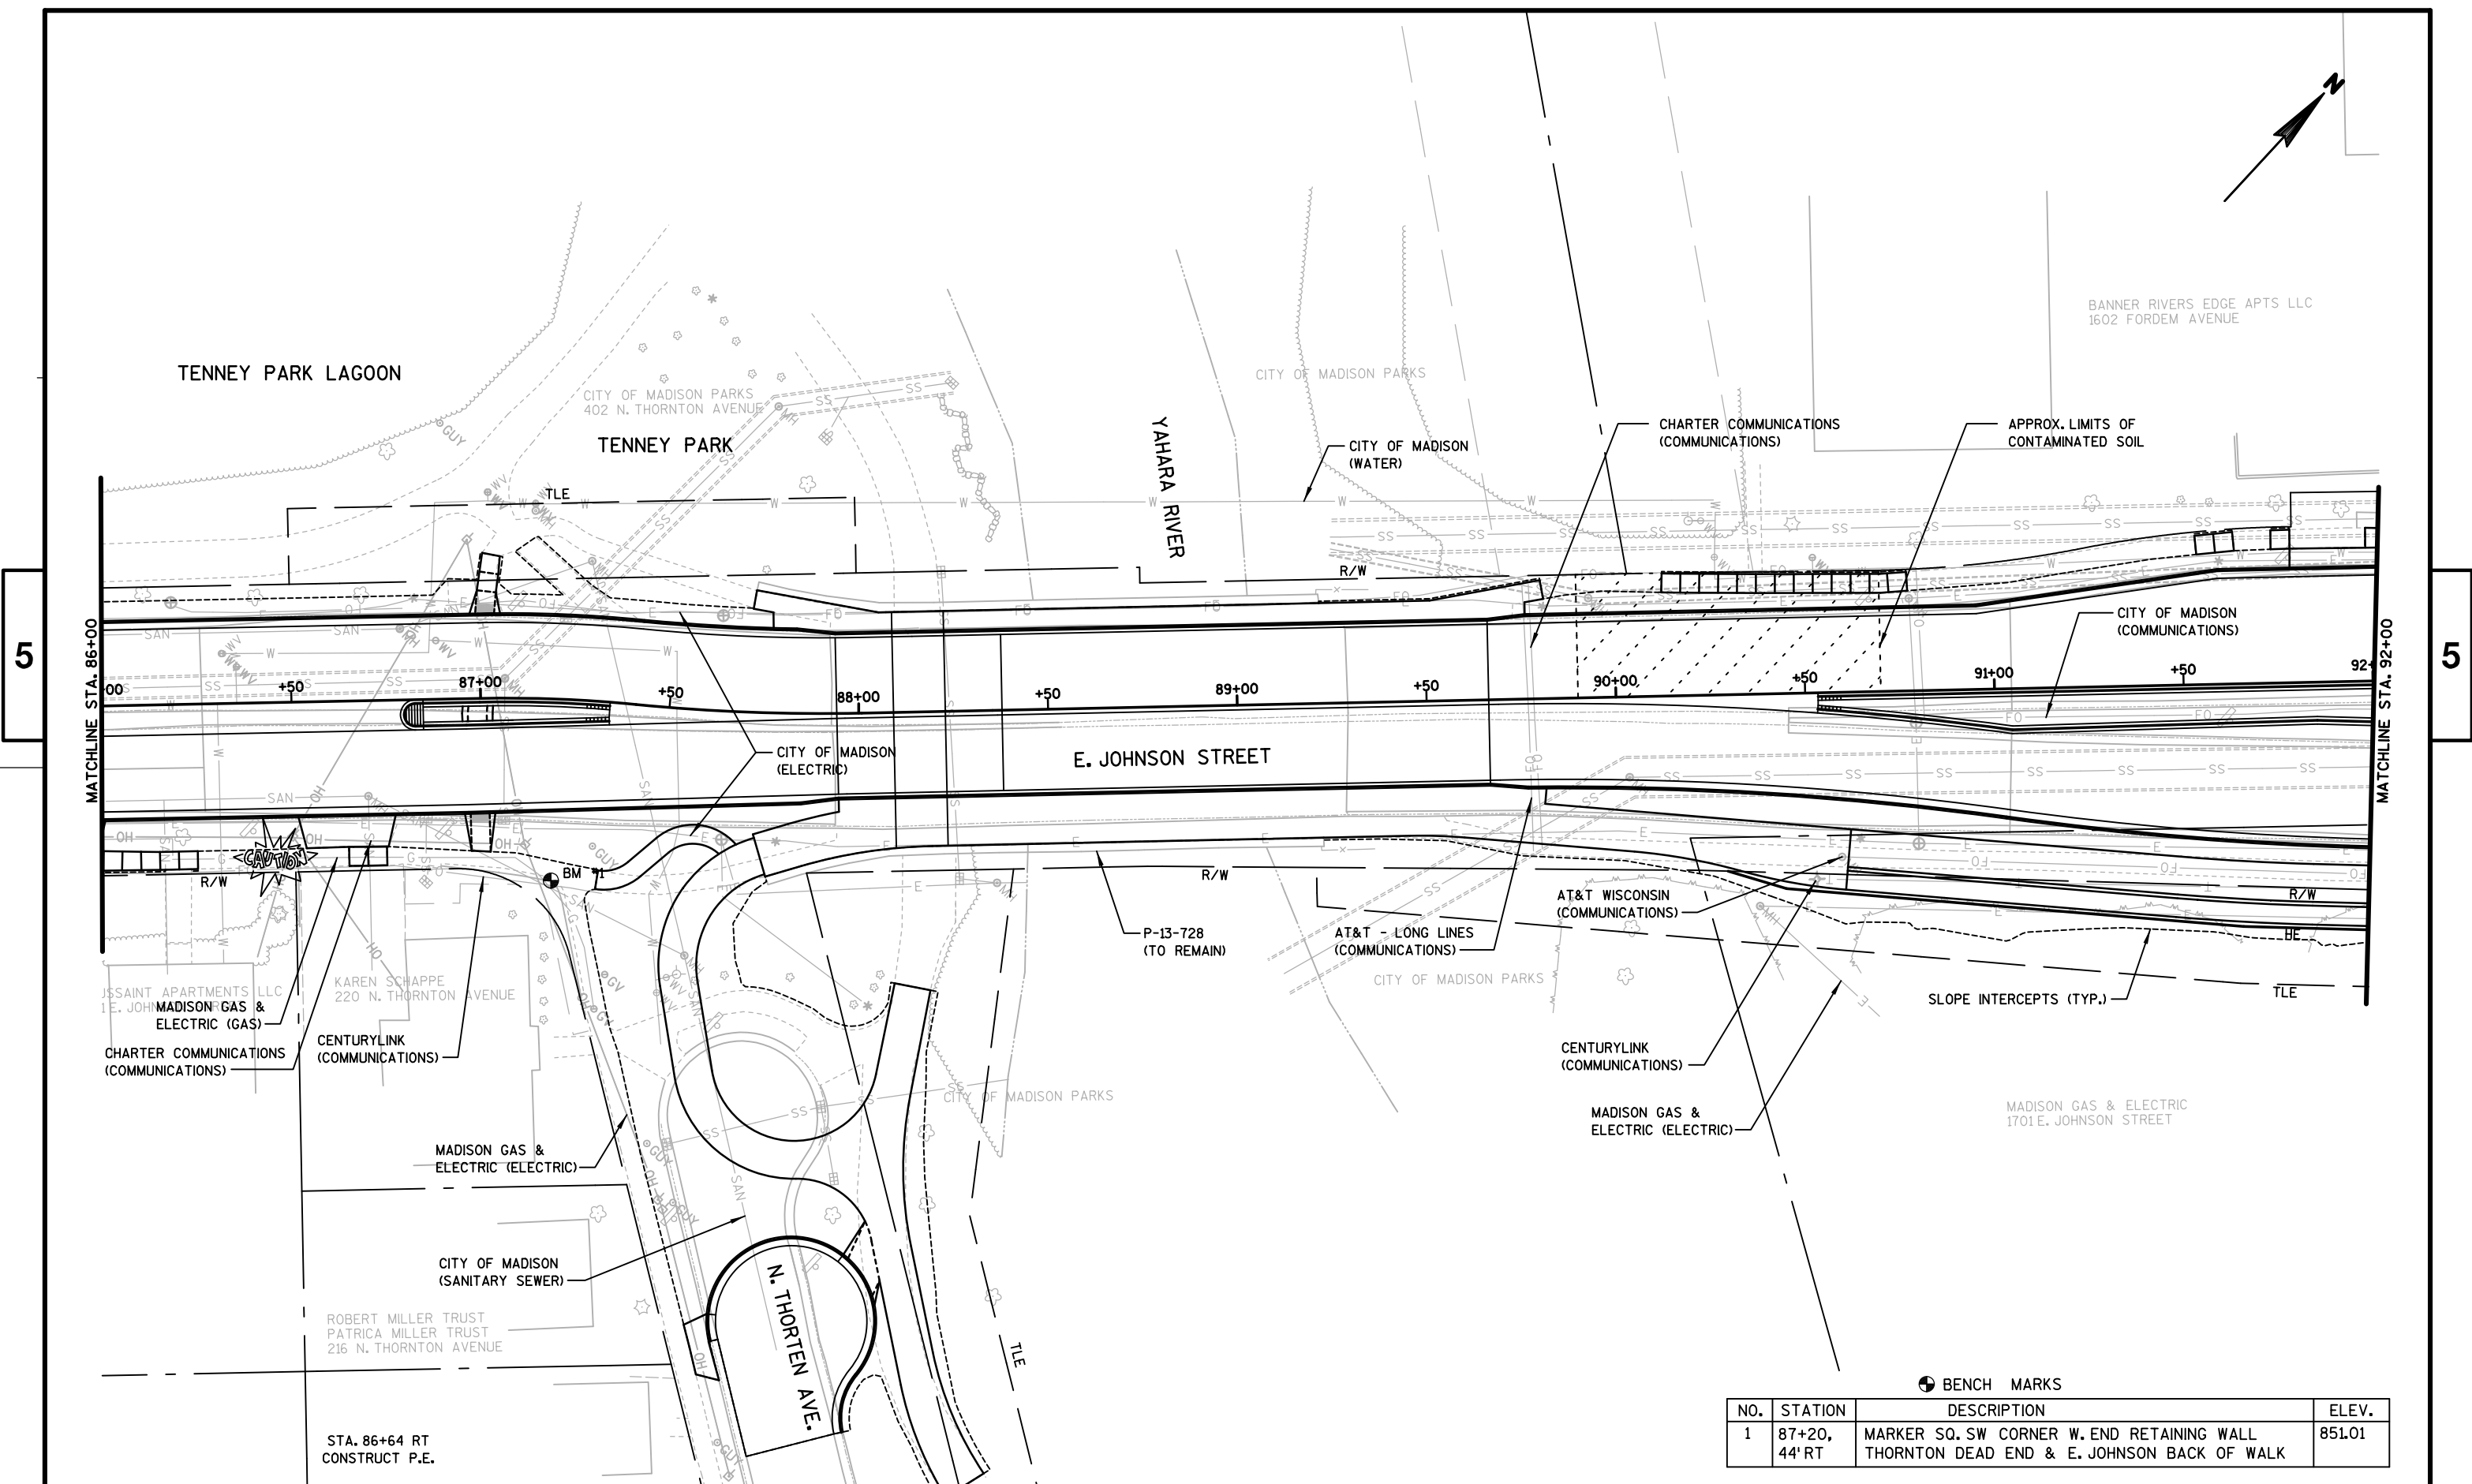 N
TENNEY PARK LAGOON
CITY OF MADISON PARKS
402 N. THORNTON AVENUE
TENNEY PARK
YAHARA RIVER
CITY OF MADISON PARKS
CITY OF MADISON
(WATER)
CHARTER COMMUNICATIONS
(COMMUNICATIONS)
APPROX. LIMITS OF
CONTAMINATED SOIL
BANNER RIVERS EDGE APTS LLC
1602 FORDEM AVENUE
TLE
R/W
CITY OF MADISON
(COMMUNICATIONS)
5
5
MATCHLINE STA. 86+00
MATCHLINE STA. 92+00
+50
87+00
+50
88+00
+50
89+00
+50
90+00
+50
91+00
+50
CITY OF MADISON
(ELECTRIC)
E. JOHNSON STREET
CAUTION
R/W
BM #1
R/W
R/W
P-13-728
(TO REMAIN)
AT&T - LONG LINES
(COMMUNICATIONS)
AT&T WISCONSIN
(COMMUNICATIONS)
CITY OF MADISON PARKS
SLOPE INTERCEPTS (TYP.)
TLE
KAREN SCHAPPE
220 N. THORNTON AVENUE
MADISON GAS &
ELECTRIC (GAS)
CHARTER COMMUNICATIONS
(COMMUNICATIONS)
CENTURYLINK
(COMMUNICATIONS)
CENTURYLINK
(COMMUNICATIONS)
MADISON GAS &
ELECTRIC (ELECTRIC)
MADISON GAS & ELECTRIC
1701 E. JOHNSON STREET
CITY OF MADISON PARKS
MADISON GAS &
ELECTRIC (ELECTRIC)
CITY OF MADISON
(SANITARY SEWER)
ROBERT MILLER TRUST
PATRICA MILLER TRUST
216 N. THORNTON AVENUE
N. THORTEN AVE.
TLE
STA. 86+64 RT
CONSTRUCT P.E.
BENCH MARKS
NO. STATION DESCRIPTION ELEV.
1 87+20, MARKER SQ. SW CORNER W. END RETAINING WALL 851.01
44' RT THORNTON DEAD END & E. JOHNSON BACK OF WALK